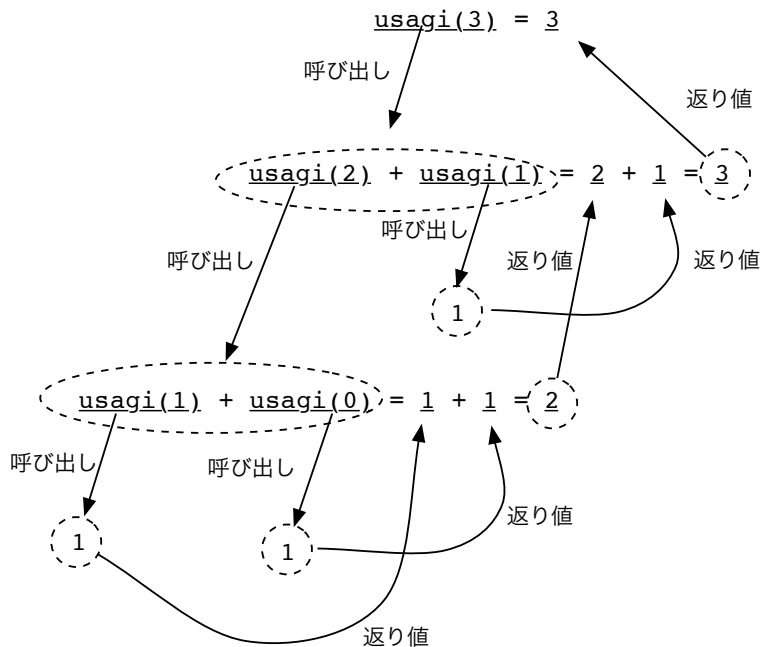 usagi(3) = 3
呼び出し
返り値
usagi(2) + usagi(1) = 2 + 1 = 3
呼び出し
呼び出し
返り値
返り値
1
usagi(1) + usagi(0) = 1 + 1 = 2
呼び出し
呼び出し
返り値
1
1
返り値